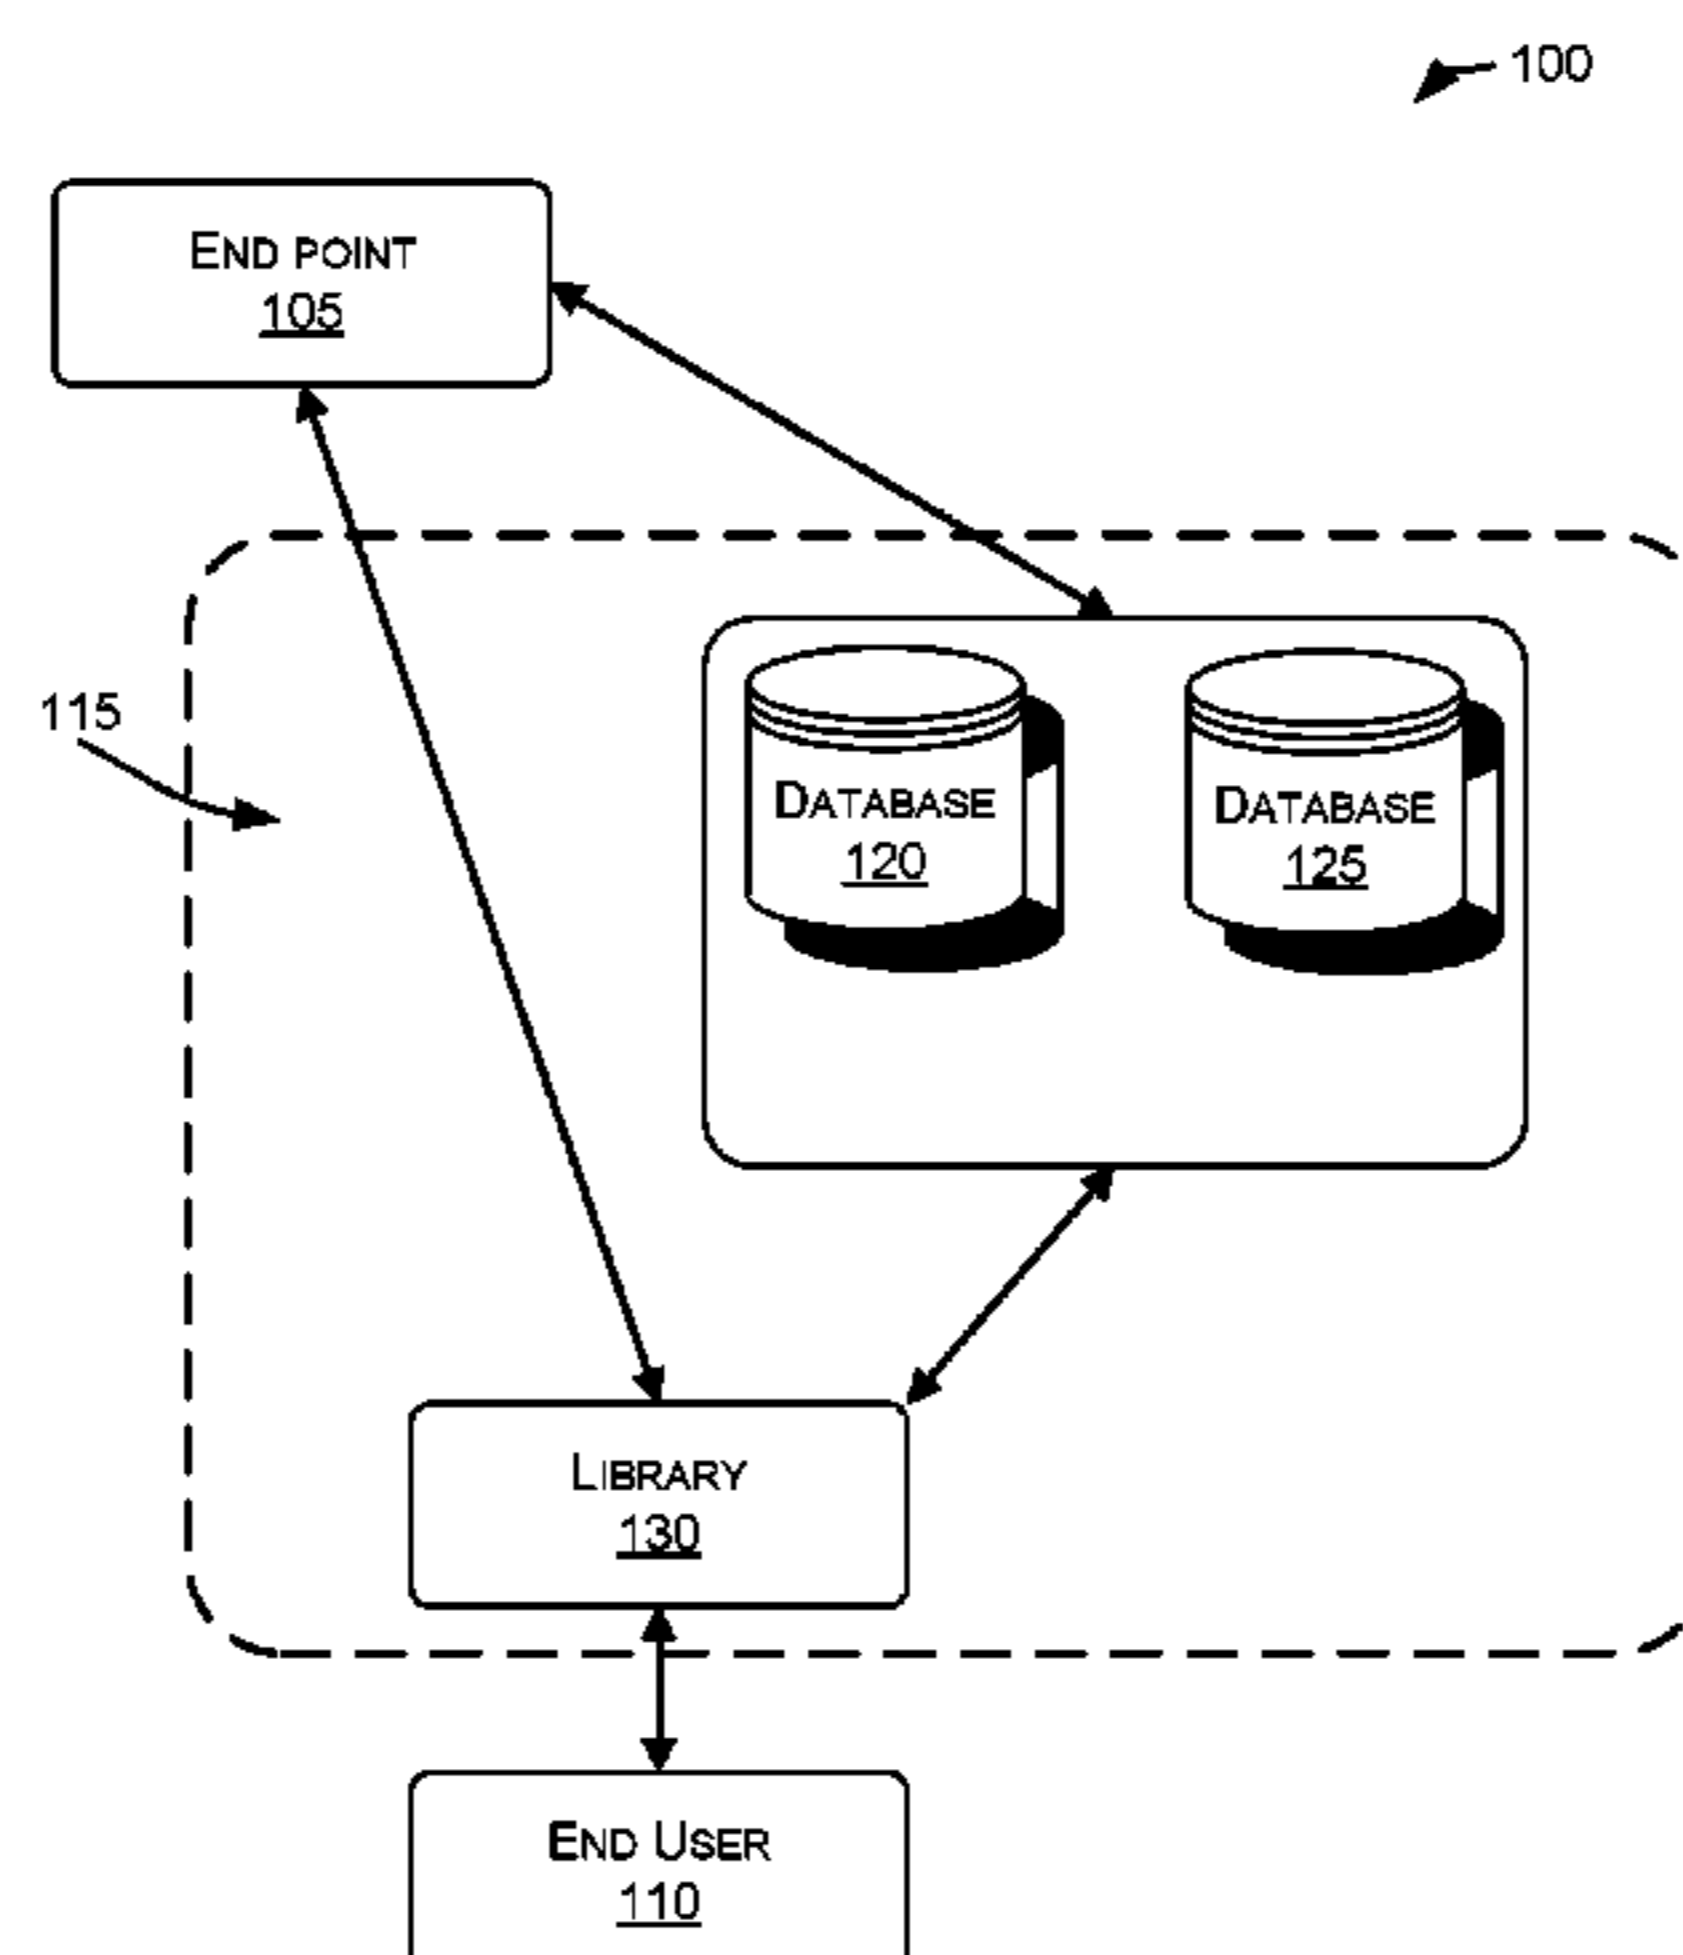 100
END POINT
105
115
DATABASE
120
DATABASE
125
LIBRARY
130
END USER
110